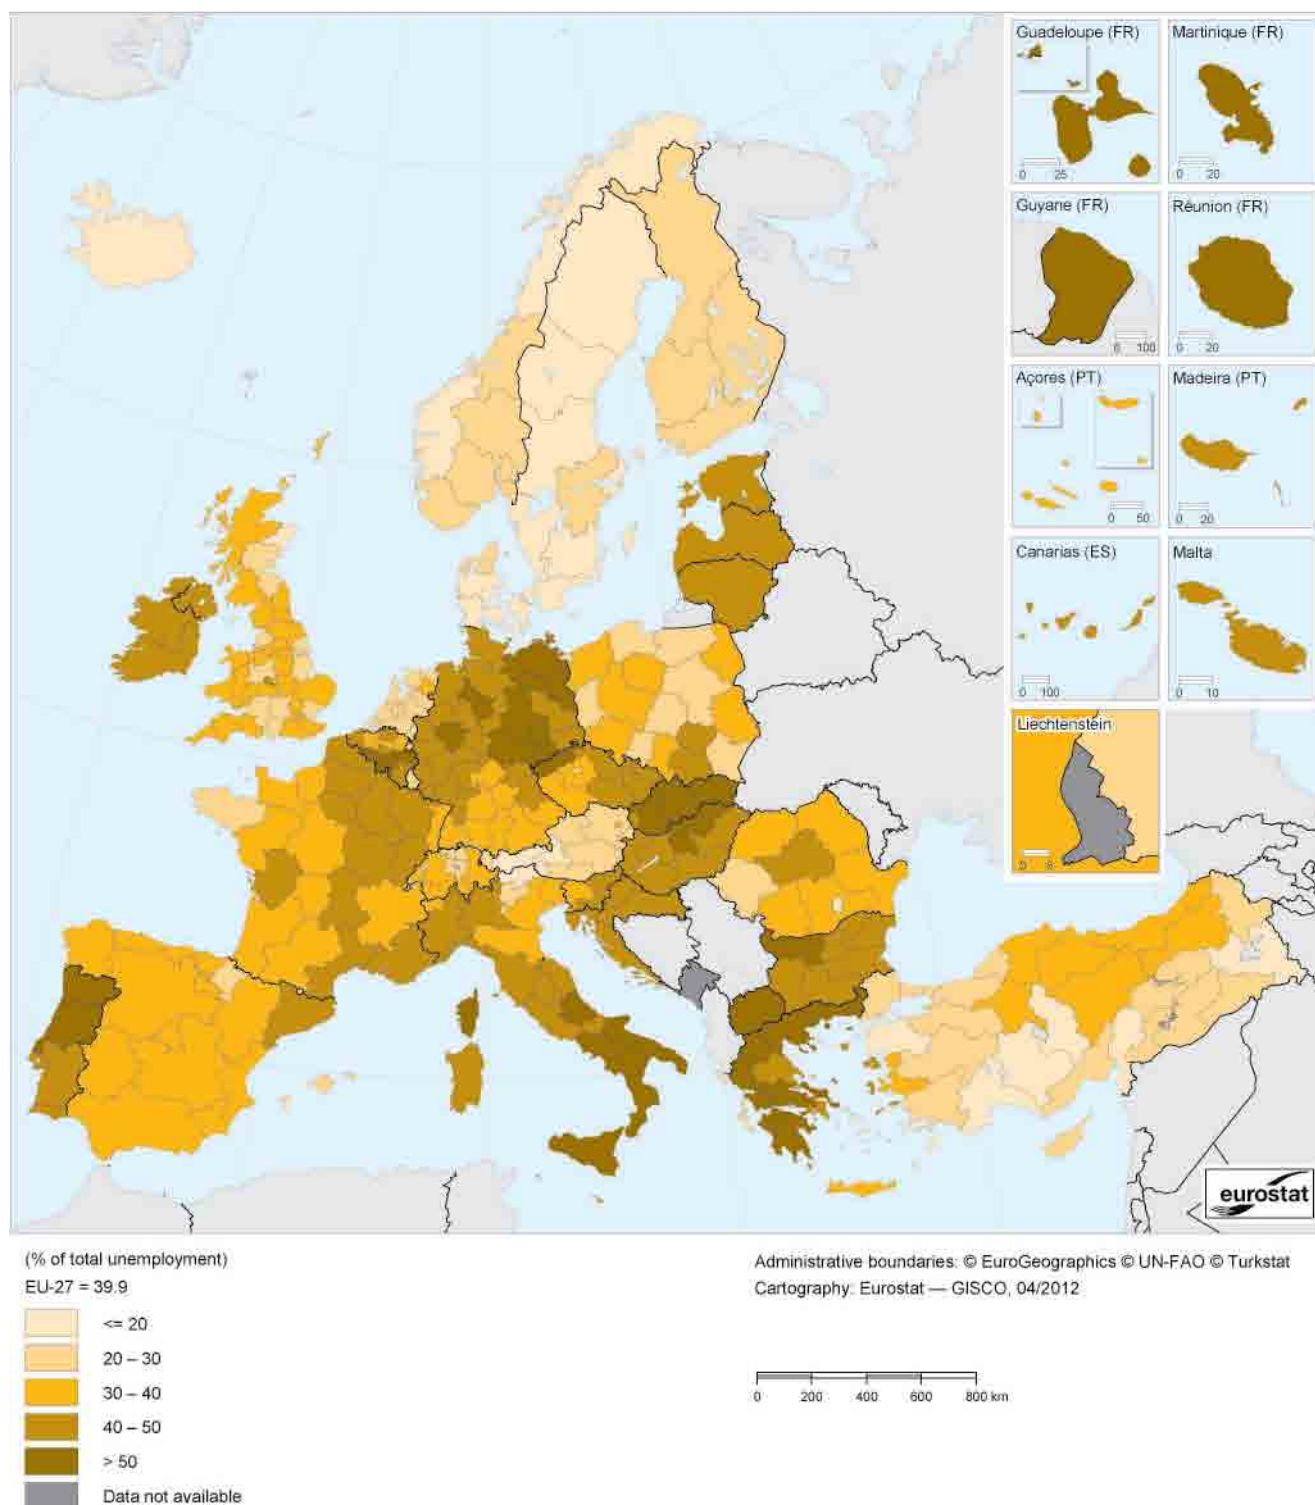 Guadeloupe (FR)
0 25
Martinique (FR)
0 20
Guyane (FR)
0 100
Réunion (FR)
0 20
Açores (PT)
0 50
Madeira (PT)
0 20
Canarias (ES)
0 100
Malta
0 10
Liechtenstein
0
eurostat
(% of total unemployment)
EU-27 = 39.9
<= 20
20 – 30
30 – 40
40 – 50
> 50
Data not available
Administrative boundaries: © EuroGeographics © UN-FAO © Turkstat
Cartography: Eurostat — GISCO, 04/2012
0 200 400 600 800 km